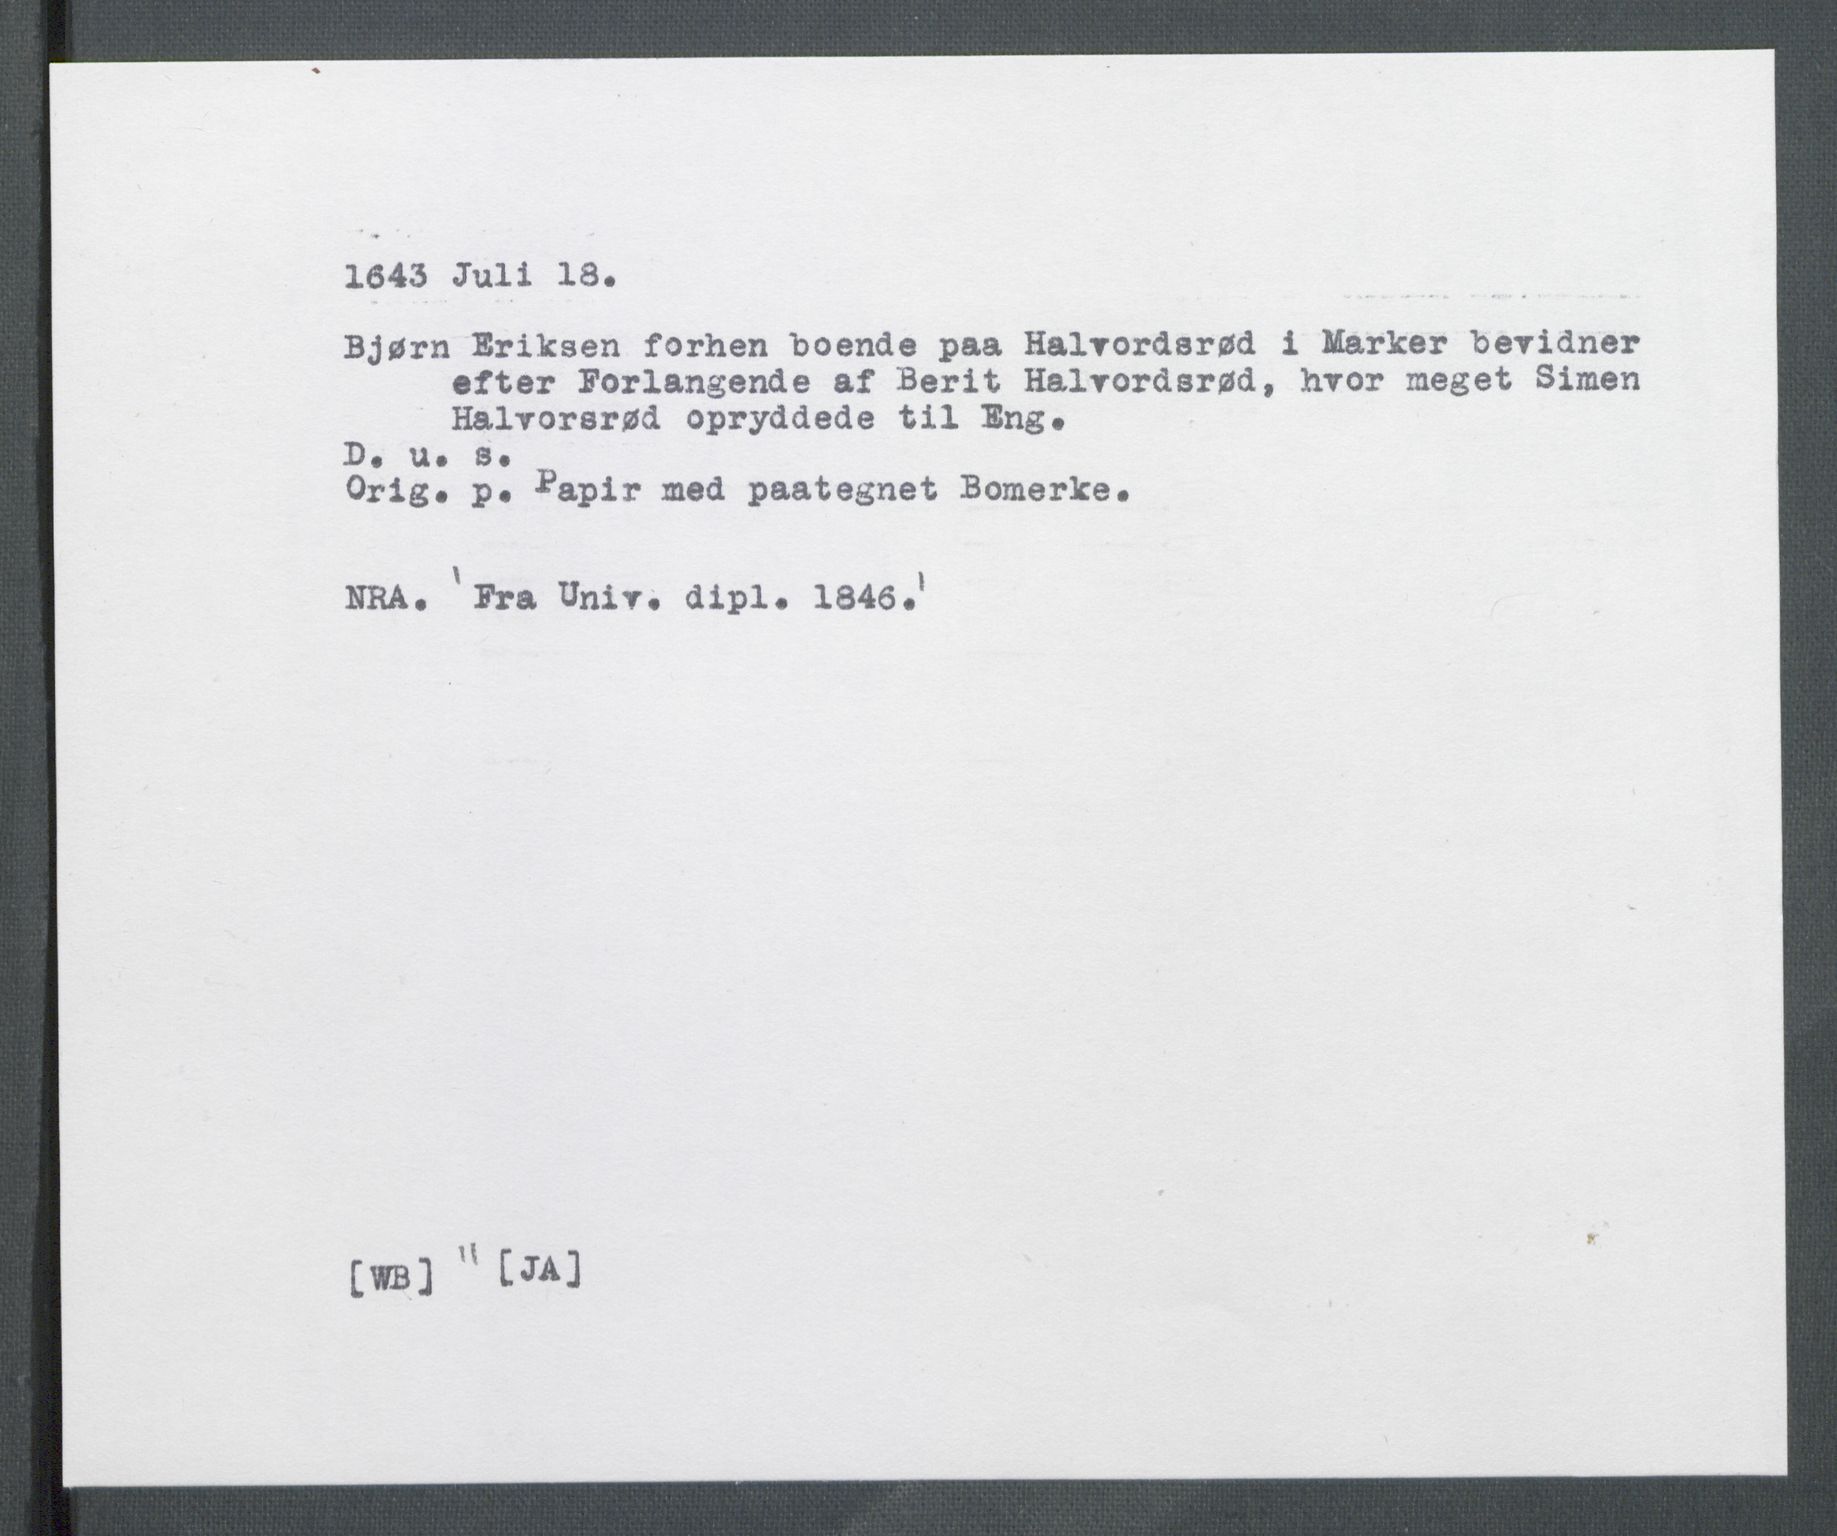 1643 Juli 18.
Bjørn Eriksen forhen boende paa Halvordsrød i Marker bevidner
efter Forlangende af Berit Halvordsrød, hvor meget Simen
Halvorsrød opryddede til Eng.
D. u. s.
Orig. p. Papir med paategnet Bomerke.
NRA. ' Fra Univ. dipl. 1846.'
[WB] " [JA]